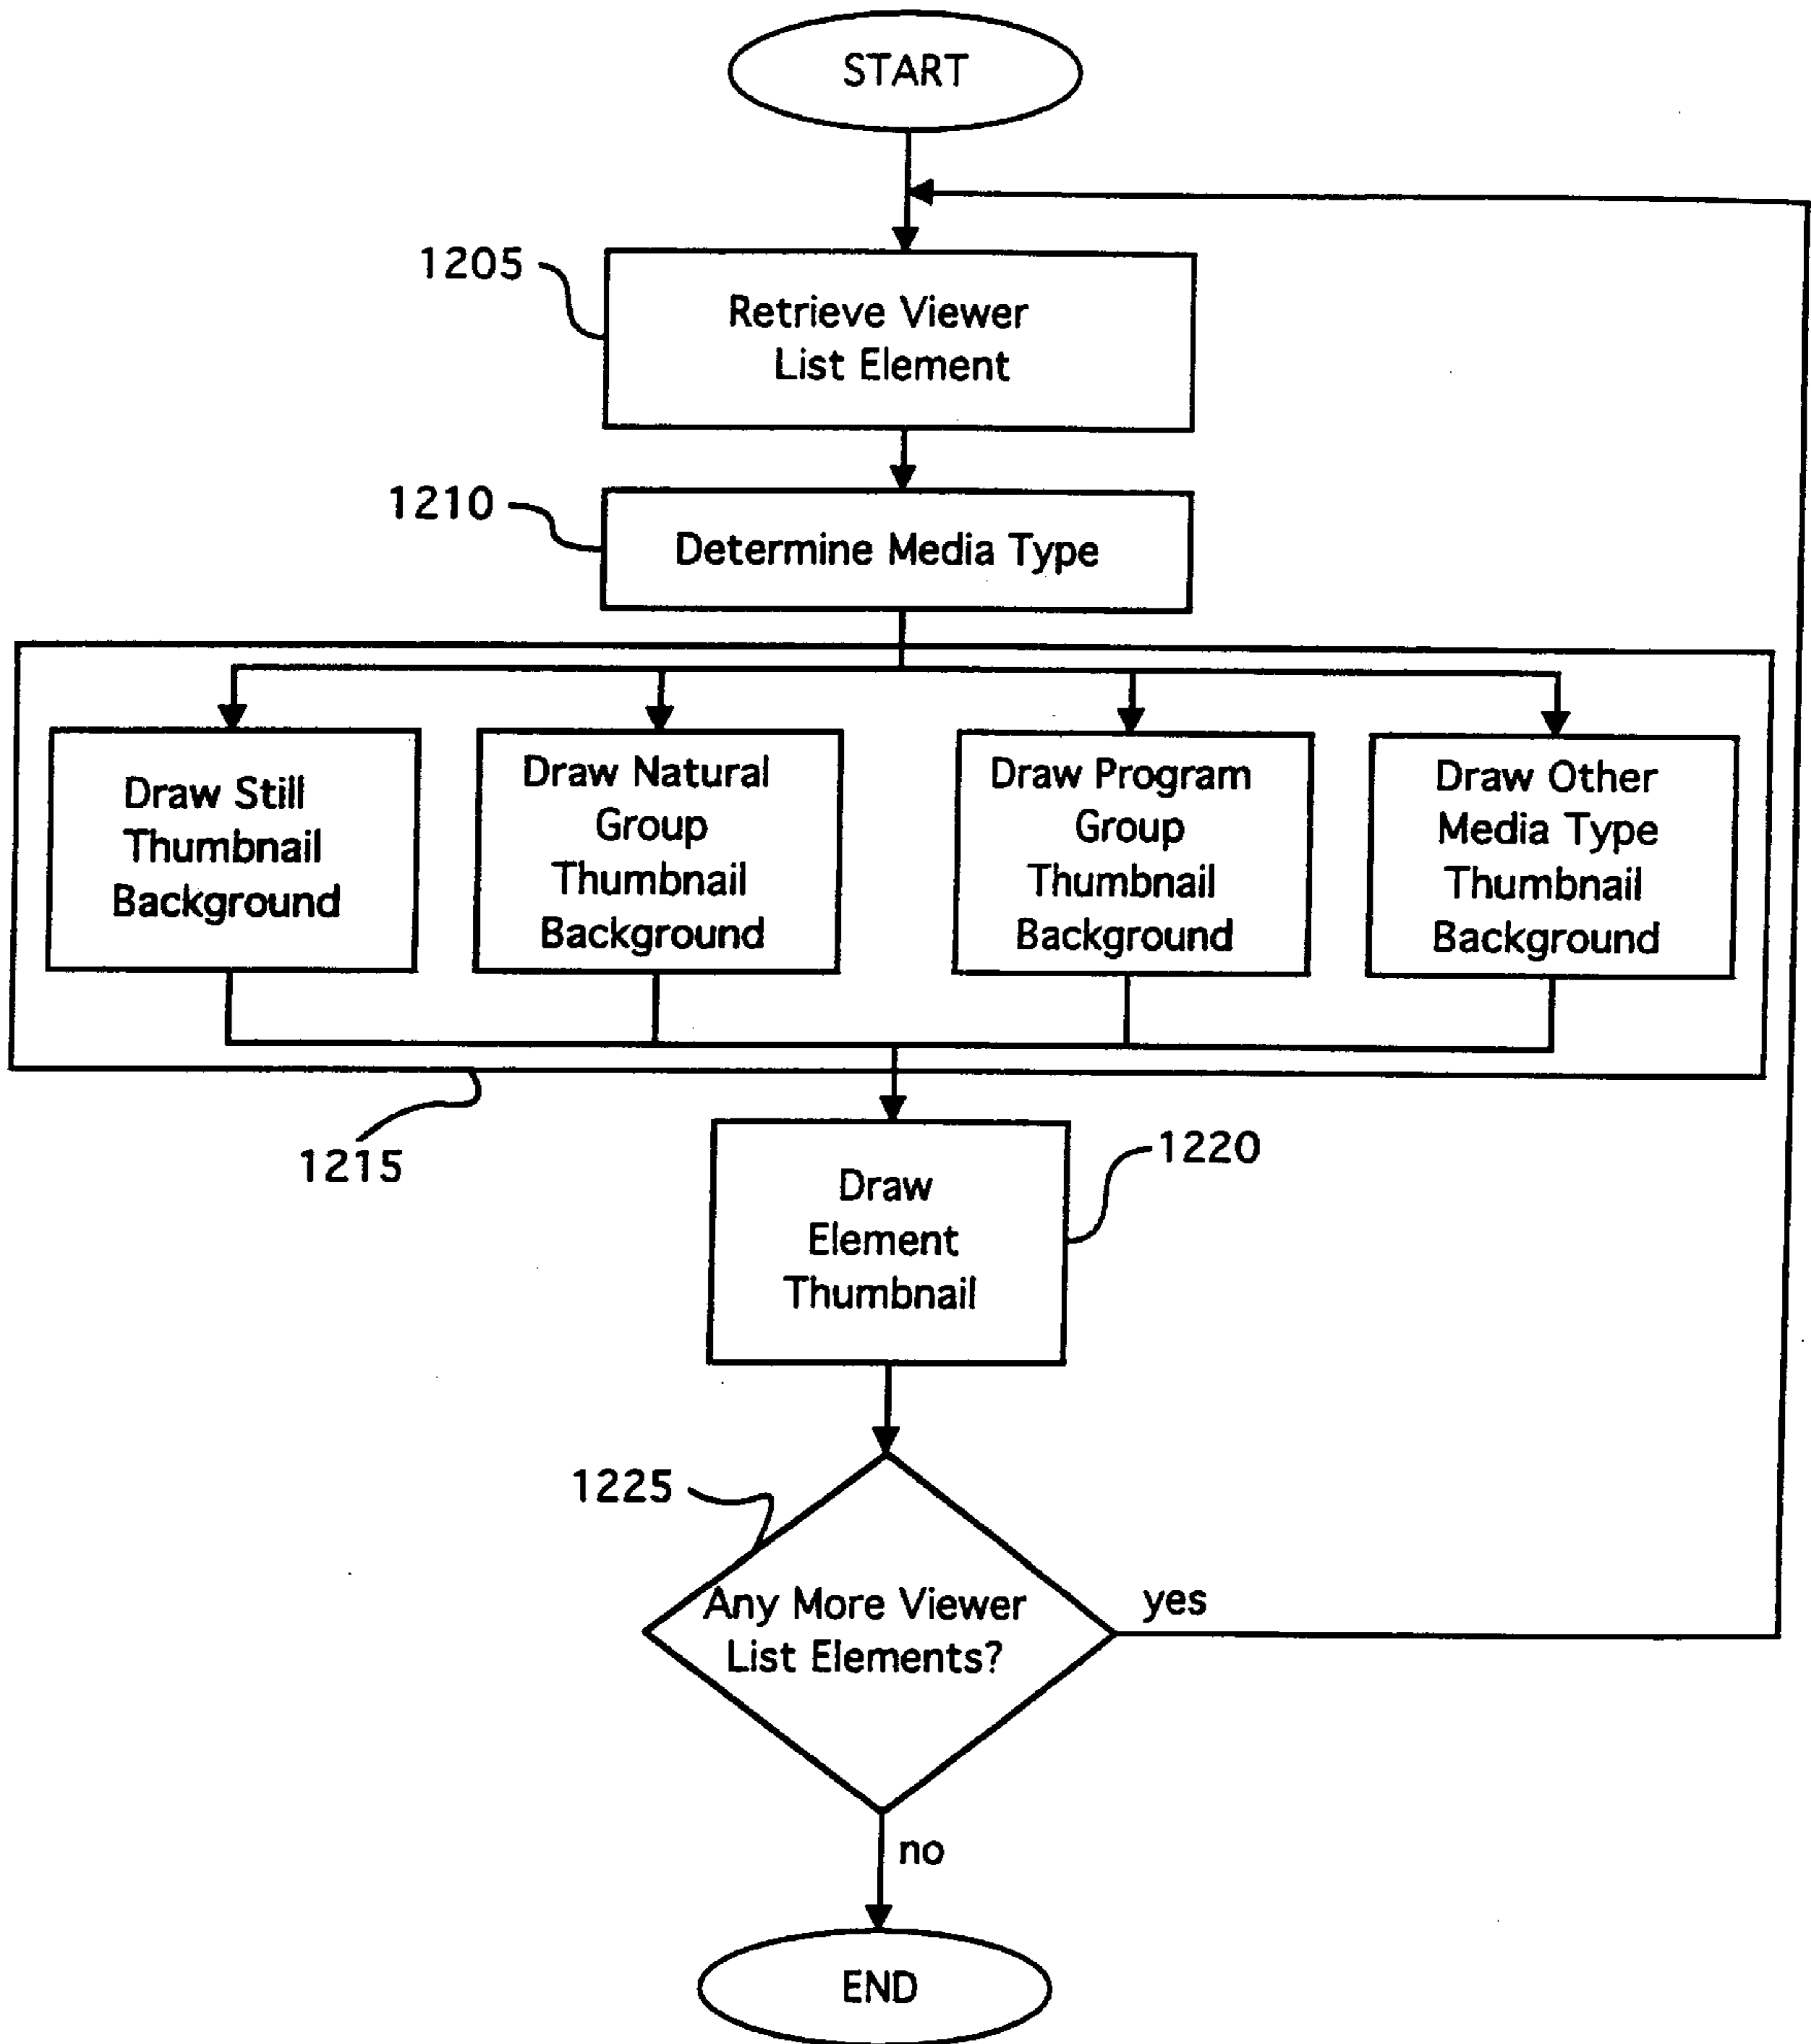 START
1205
Retrieve Viewer
List Element
1210
Determine Media Type
Draw Still
Thumbnail
Background
Draw Natural
Group
Thumbnail
Background
Draw Program
Group
Thumbnail
Background
Draw Other
Media Type
Thumbnail
Background
1215
1220
Draw
Element
Thumbnail
1225
Any More Viewer
List Elements?
yes
no
END